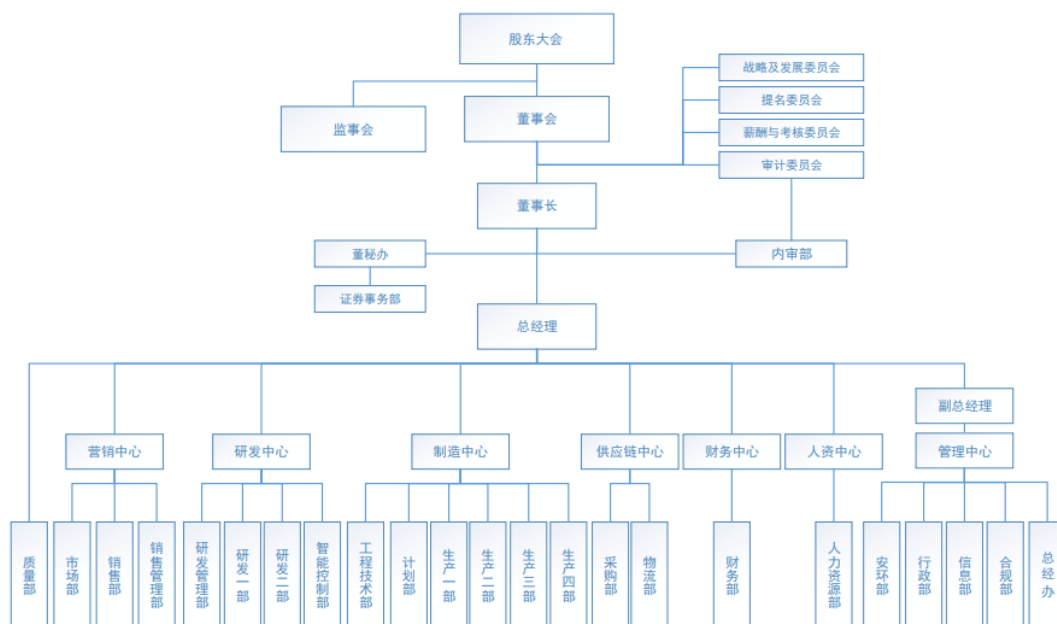 股东大会
战略及发展委员会
提名委员会
监事会
董事会
薪酬与考核委员会
审计委员会
董事长
董秘办
内审部
证券事务部
总经理
副总经理
营销中心
研发中心
制造中心
供应链中心
财务中心
人资中心
管理中心
质量部
市场部
销售部
销售管理部
研发管理部
研发一部
研发二部
智能控制部
工程技术部
计划部
生产一部
生产二部
生产三部
生产四部
采购部
物流部
财务部
人力资源部
安环部
行政部
信息部
合规部
总经办